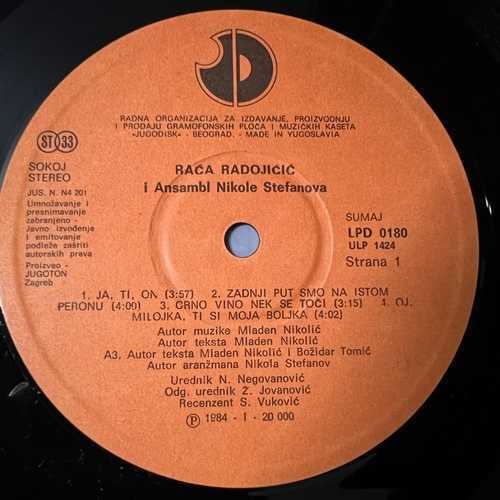 RADNA ORGANIZACIJA ZA IZDAVANJE, PROIZVODNJU
I PRODAJU GRAMOFONSKIH PLOČA I MUZIČKIH KASETA
«JUGODISK» - BEOGRAD. - MADE IN YUGOSLAVIA
ST 33
SOKOJ
STEREO
JUS. N. N4 201
Umnožavanje i
presnimavanje
zabranjeno -
Javno izvođenje
i emitovanje
podleže zaštiti
autorskih prava
Proizveo -
JUGOTON
Zagreb
RAĆA RADOJIČIĆ
i Ansambl Nikole Stefanova
SUMAJ
LPD 0180
ULP 1424
Strana 1
1. JA, TI, ON (3:57) 2. ZADNJI PUT SMO NA ISTOM
PERONU (4:09) 3. CRNO VINO NEK SE TOČI (3:15) 4. OJ,
MILOJKA, TI SI MOJA BOLJKA (4:02)
Autor muzike Mladen Nikolić
Autor teksta Mladen Nikolić
A3, Autor teksta Mladen Nikolić i Božidar Tomić
Autor aranžmana Nikola Stefanov
Urednik N. Negovanović
Odg. urednik Ž. Jovanović
Recenzent S. Vuković
Ⓟ 1984 - I - 20 000